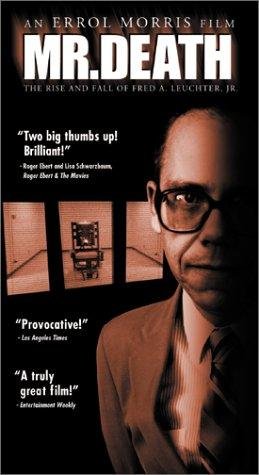 AN ERROL MORRIS FILM
MR.DEATH
THE RISE AND FALL OF FRED A. LEUCHTER, JR.
"Two big thumbs up!
Brilliant!"
- Roger Ebert and Lisa Schwarzbaum,
Roger Ebert & The Movies
"Provocative!"
- Los Angeles Times
"A truly
great film!"
- Entertainment Weekly